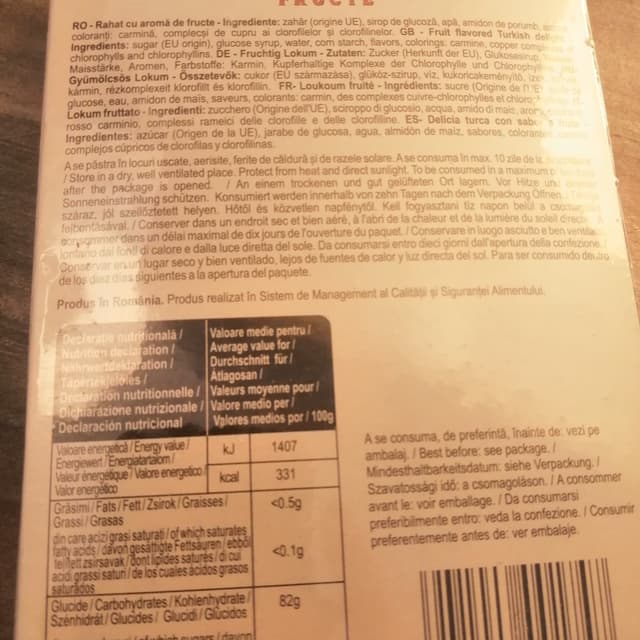 FRUCTE
RO - Rahat cu aromă de fructe - Ingrediente: zahăr (origine UE), sirop de glucoză, apă, amidon de porumb,
coloranți: carmină, complecși de cupru ai clorofilelor și clorofilinelor. GB - Fruit flavored Turkish
Ingredients: sugar (EU origin), glucose syrup, water, corn starch, flavors, colorings: carmine, copper
chlorophylls and chlorophyllins. DE - Fruchtig Lokum - Zutaten: Zucker (Herkunft der EU), Glukosesirup,
Maisstärke, Aromen, Farbstoffe: Karmin, Kupferhaltige Komplexe der Chlorophylle und
Gyümölcsös Lokum - Összetevők: cukor (EU származása), glükóz-szirup, víz, kukoricakeményítő,
kármin, rézkomplexeit klorofillt és klorofillin. FR- Loukoum fruité - Ingrédients: sucre (Origine de
glucose, eau, amidon de maïs, saveurs, colorants: carmin, des complexes cuivre-chlorophylles et
Lokum fruttato - Ingredienti: zucchero (Origine dell'UE), sciroppo di glucosio, acqua, amido di mais,
rosso carminio, complessi rameici delle clorofille e delle clorofilline. ES- Delicia turca con
Ingredientes: azúcar (Origen de la UE), jarabe de glucosa, agua, almidón de maíz, sabores,
complejos cúpricos de clorofilas y clorofilinas.
A se păstra în locuri uscate, aerisite, ferite de căldură și de razele solare. A se consuma în max. 10 zile de la
/ Store in a dry, well ventilated place. Protect from heat and direct sunlight. To be consumed in a maximum
after the package is opened. / An einem trockenen und gut gelüfteten Ort lagern. Vor Hitze und
Sonneneinstrahlung schützen. Konsumiert werden innerhalb von zehn Tagen nach dem Verpackung Öffnen. /
száraz, jól szellőztetett helyen. Hőtől és közvetlen napfénytől. Kell fogyasztani tíz napon belül a
felbontásával. / Conserver dans un endroit sec et bien aéré, à l'abri de la chaleur et de la lumière du soleil
consommer dans un délai maximal de dix jours de l'ouverture du paquet. / Conservare in luogo asciutto e ben
lontano dai fonti di calore e dalla luce diretta del sole. Da consumarsi entro dieci giorni dall'apertura della confezione. /
Conservar en un lugar seco y bien ventilado, lejos de fuentes de calor y luz directa del sol. Para ser consumido dentro
de los diez días siguientes a la apertura del paquete.
Produs în România. Produs realizat în Sistem de Management al Calității și Siguranței Alimentului.
Declarație nutrițională /
Nutrition declaration /
Nährwertdeklaration /
Tápértékjelölés /
Déclaration nutritionnelle /
Dichiarazione nutrizionale /
Declaración nutricional
Valoare medie pentru /
Average value for /
Durchschnitt für /
Átlagosan /
Valeurs moyenne pour /
Valore medio per /
Valores medios por / 100g
Valoare energetică / Energy value /
Energiewert / Energiatartalom /
Valeur énergétique / Valore energetico /
Valor energético
kJ 1407
kcal 331
Grăsimi / Fats / Fett / Zsírok / Graisses /
Grassi / Grasas
<0.5g
din care acizi grași saturați / of which saturates
fatty acids / davon gesättigte Fettsäuren / ebből
telített zsírsavak / dont lipides saturés / di cui
acidi grassi saturi / de los cuales ácidos grasos
saturados
<0.1g
Glucide / Carbohydrates / Kohlenhydrate /
Szénhidrát / Glucides / Glucidi / Glúcidos
82g
A se consuma, de preferință, înainte de: vezi pe
ambalaj. / Best before: see package. /
Mindesthaltbarkeitsdatum: siehe Verpackung. /
Szavatossági idő: a csomagoláson. / A consommer
avant le: voir emballage. / Da consumarsi
preferibilmente entro: veda la confezione. / Consumir
preferentemente antes de: ver embalaje.